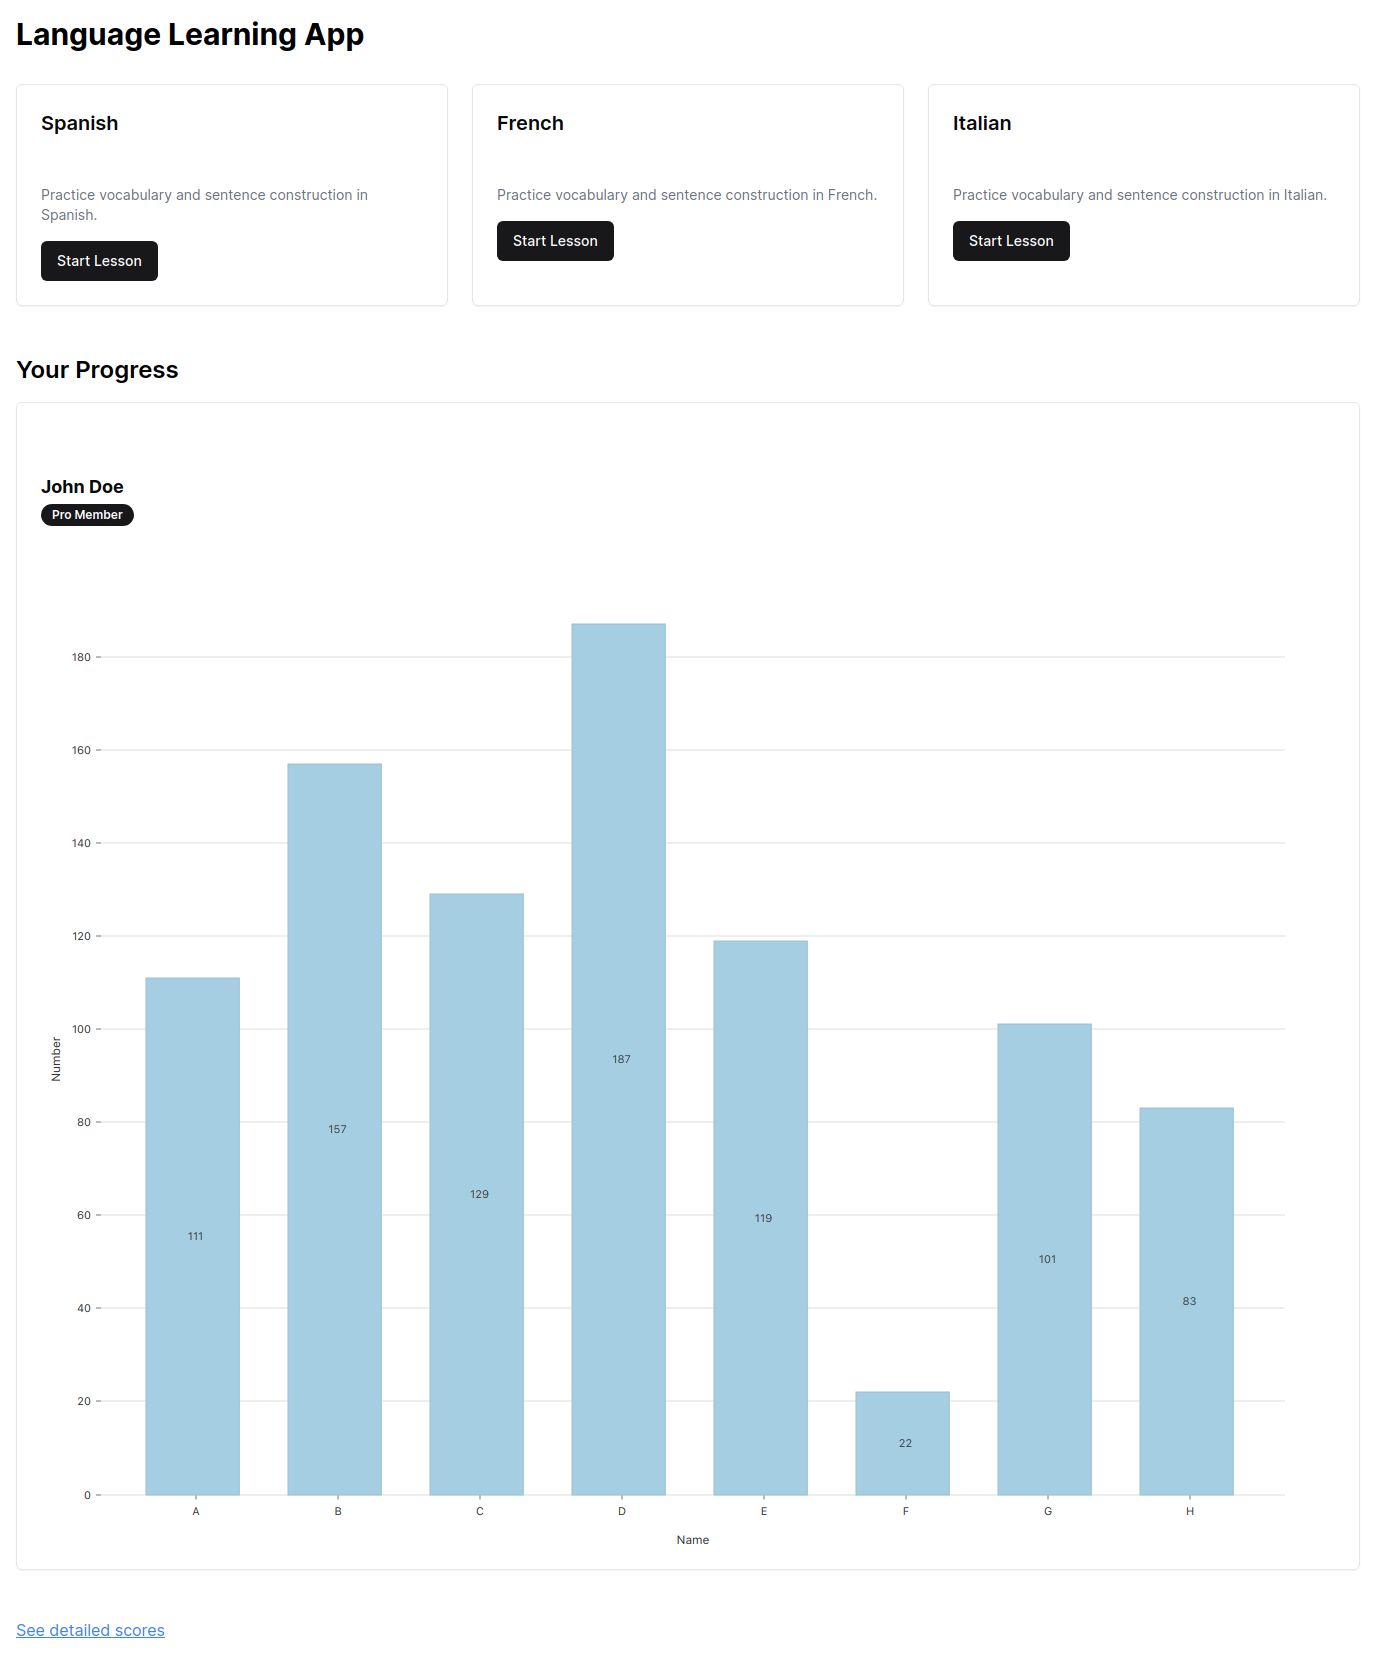 Language Learning App
Spanish
Practice vocabulary and sentence construction in
Spanish.
Start Lesson
French
Practice vocabulary and sentence construction in French.
Start Lesson
Italian
Practice vocabulary and sentence construction in Italian.
Start Lesson
Your Progress
John Doe
Pro Member
Number
180
160
140
120
100
80
60
40
20
0
111
157
129
187
119
22
101
83
A B C D E F G H
Name
See detailed scores